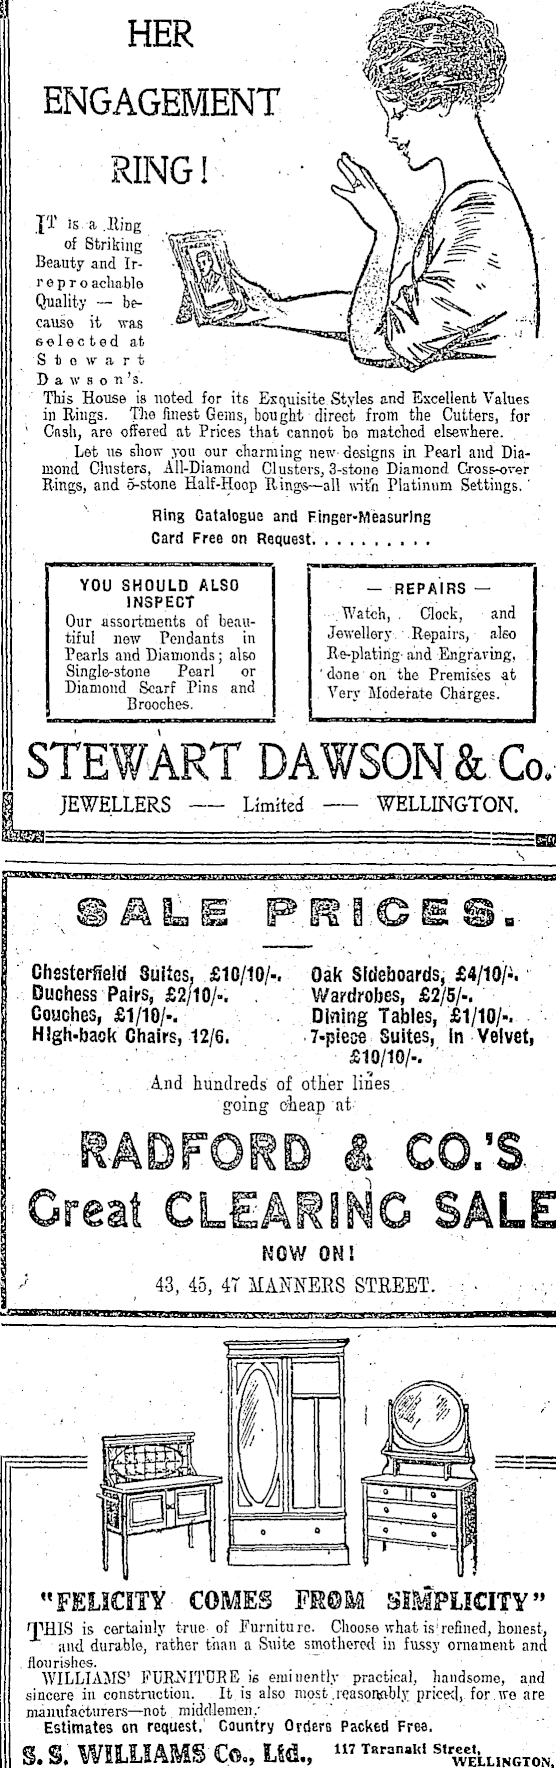 HER
ENGAGEMENT
RING!
IT is a Ring
of Striking
Beauty and Ir-
reproachable
Quality — be-
cause it was
selected at
Stewart
Dawson's.
This House is noted for its Exquisite Styles and Excellent Values
in Rings. The finest Gems, bought direct from the Cutters, for
Cash, are offered at Prices that cannot be matched elsewhere.
Let us show you our charming new designs in Pearl and Dia-
mond Clusters, All-Diamond Clusters, 3-stone Diamond Cross-over
Rings, and 5-stone Half-Hoop Rings—all with Platinum Settings.
Ring Catalogue and Finger-Measuring
Card Free on Request. . . . . . . . . .
YOU SHOULD ALSO
INSPECT
Our assortments of beau-
tiful new Pendants in
Pearls and Diamonds; also
Single-stone Pearl or
Diamond Scarf Pins and
Brooches.
— REPAIRS —
Watch, Clock, and
Jewellery Repairs, also
Re-plating and Engraving,
done on the Premises at
Very Moderate Charges.
STEWART DAWSON & Co.
JEWELLERS — Limited — WELLINGTON.
SALE PRICES.
Chesterfield Suites, £10/10/-.
Duchess Pairs, £2/10/-.
Couches, £1/10/-.
High-back Chairs, 12/6.
Oak Sideboards, £4/10/-.
Wardrobes, £2/5/-.
Dining Tables, £1/10/-.
7-piece Suites, in Velvet,
£10/10/-.
And hundreds of other lines
going cheap at
RADFORD & CO.'S
Great CLEARING SALE
NOW ON!
43, 45, 47 MANNERS STREET.
"FELICITY COMES FROM SIMPLICITY"
THIS is certainly true of Furniture. Choose what is refined, honest,
and durable, rather than a Suite smothered in fussy ornament and
flourishes.
WILLIAMS' FURNITURE is eminently practical, handsome, and
sincere in construction. It is also most reasonably priced, for we are
manufacturers—not middlemen.
Estimates on request. Country Orders Packed Free.
S. S. WILLIAMS Co., Ltd., 117 Taranaki Street,
WELLINGTON.